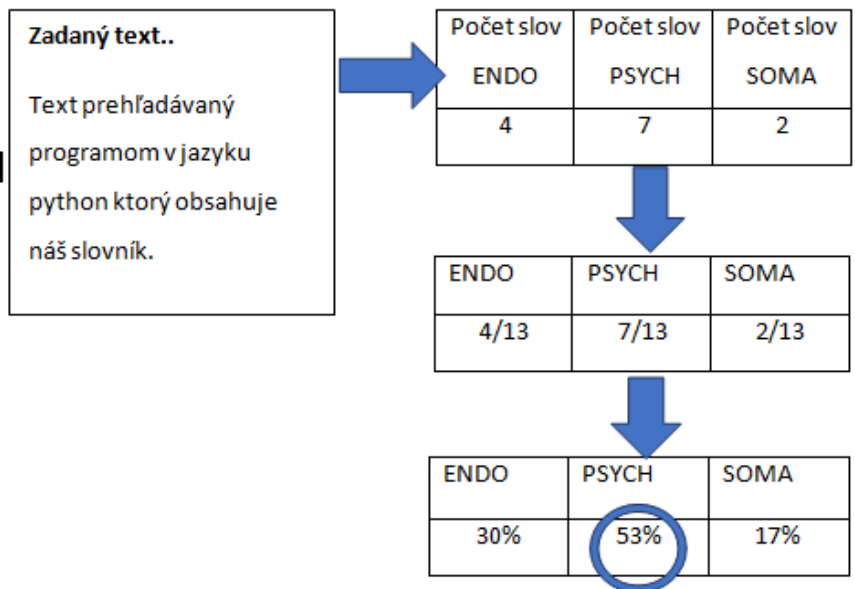 Zadaný text..
Text prehľadávaný
programom v jazyku
python ktorý obsahuje
náš slovník.
Počet slov Počet slov Počet slov
ENDO PSYCH SOMA
4 7 2
ENDO PSYCH SOMA
4/13 7/13 2/13
ENDO PSYCH SOMA
30% 53% 17%